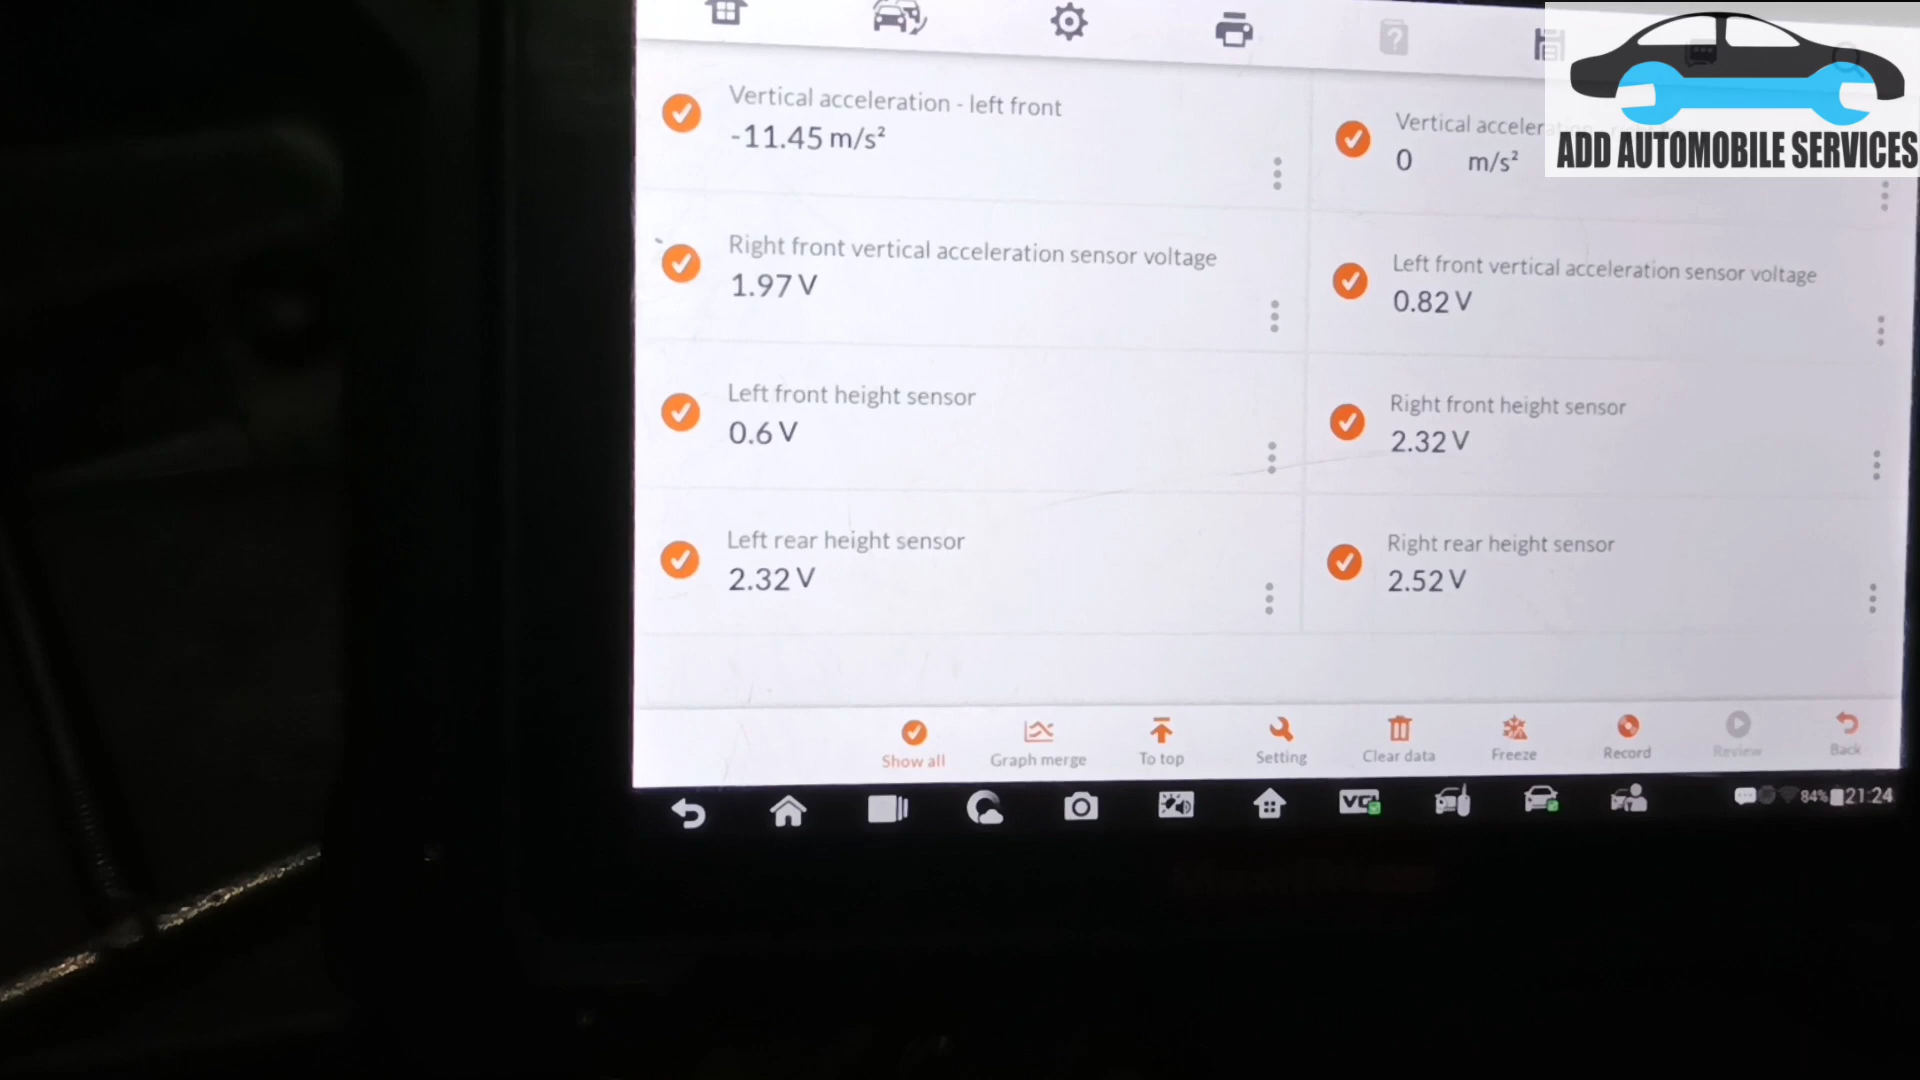 Vertical acceleration - left front
-11.45 m/s²
Vertical
0 m/s²
ADD AUTOMOBILE SERVICES
Right front vertical acceleration sensor voltage
1.97 V
Left front vertical acceleration sensor voltage
0.82 V
Left front height sensor
0.6 V
Right front height sensor
2.32 V
Left rear height sensor
2.32 V
Right rear height sensor
2.52 V
Show all
Graph merge
To top
Setting
Clear data
Freeze
Record
Review
Back
VCI
84%
21:24